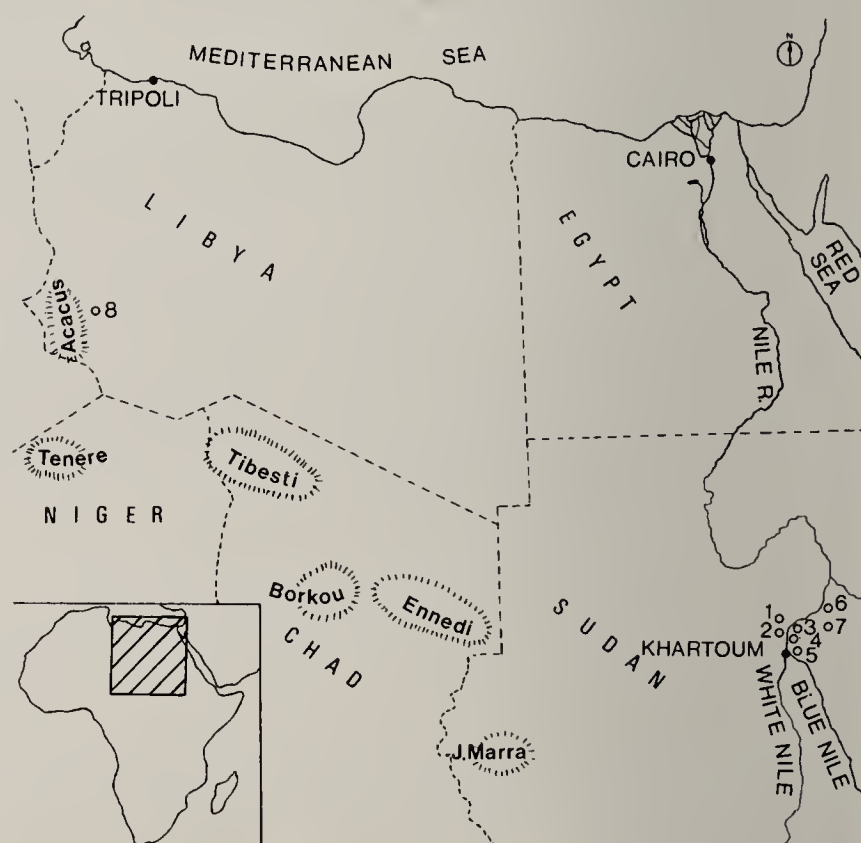 N
MEDITERRANEAN SEA
TRIPOLI
CAIRO
LIBYA
EGYPT
RED
SEA
Acacus
8
NILE R.
Tenere
Tibesti
NIGER
Borkou
Ennedi
CHAD
SUDAN
6
1
3
7
2
4
KHARTOUM
5
WHITE NILE
BLUE NILE
J.Marra